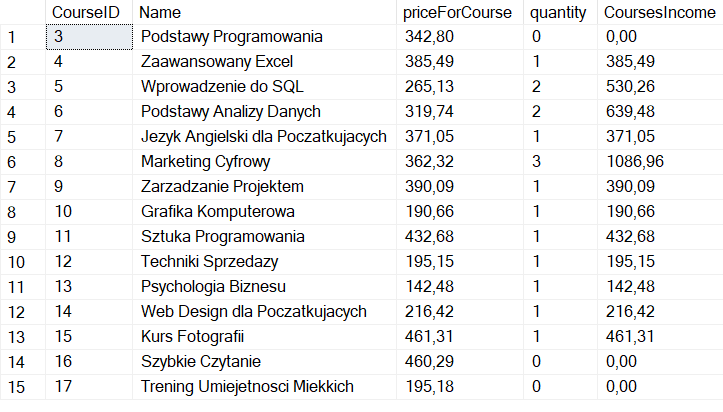 CourseID Name priceForCourse quantity CoursesIncome
1 3 Podstawy Programowania 342,80 0 0,00
2 4 Zaawansowany Excel 385,49 1 385,49
3 5 Wprowadzenie do SQL 265,13 2 530,26
4 6 Podstawy Analizy Danych 319,74 2 639,48
5 7 Jezyk Angielski dla Poczatkujacych 371,05 1 371,05
6 8 Marketing Cyfrowy 362,32 3 1086,96
7 9 Zarzadzanie Projektem 390,09 1 390,09
8 10 Grafika Komputerowa 190,66 1 190,66
9 11 Sztuka Programowania 432,68 1 432,68
10 12 Techniki Sprzedazy 195,15 1 195,15
11 13 Psychologia Biznesu 142,48 1 142,48
12 14 Web Design dla Poczatkujacych 216,42 1 216,42
13 15 Kurs Fotografii 461,31 1 461,31
14 16 Szybkie Czytanie 460,29 0 0,00
15 17 Trening Umiejetnosci Miekkich 195,18 0 0,00